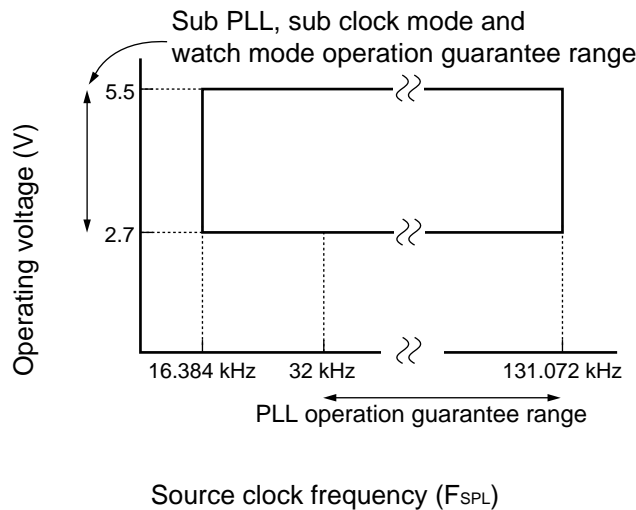 Sub PLL, sub clock mode and
watch mode operation guarantee range
5.5
2.7
Operating voltage (V)
16.384 kHz
32 kHz
131.072 kHz
PLL operation guarantee range
Source clock frequency (FSPL)